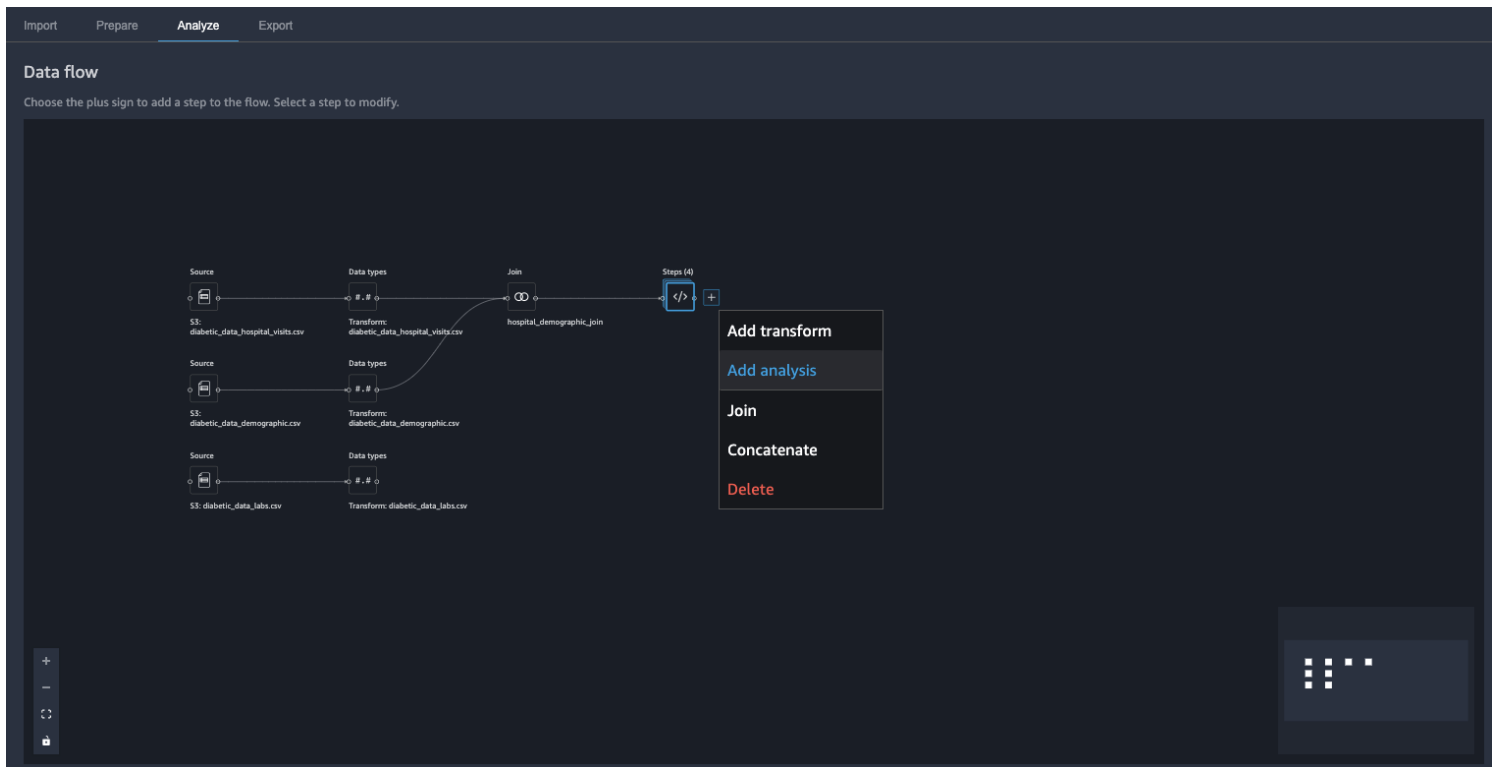 Import Prepare Analyze Export
Data flow
Choose the plus sign to add a step to the flow. Select a step to modify.
Source Data types Join Steps (4)
#.# </> +
S3: Transform: hospital_demographic_join
diabetic_data_hospital_visits.csv diabetic_data_hospital_visits.csv
Add transform
Source Data types
Add analysis
#.#
S3: Transform:
diabetic_data_demographic.csv diabetic_data_demographic.csv
Join
Concatenate
Source Data types
#.#
Delete
S3: diabetic_data_labs.csv Transform: diabetic_data_labs.csv
+
−